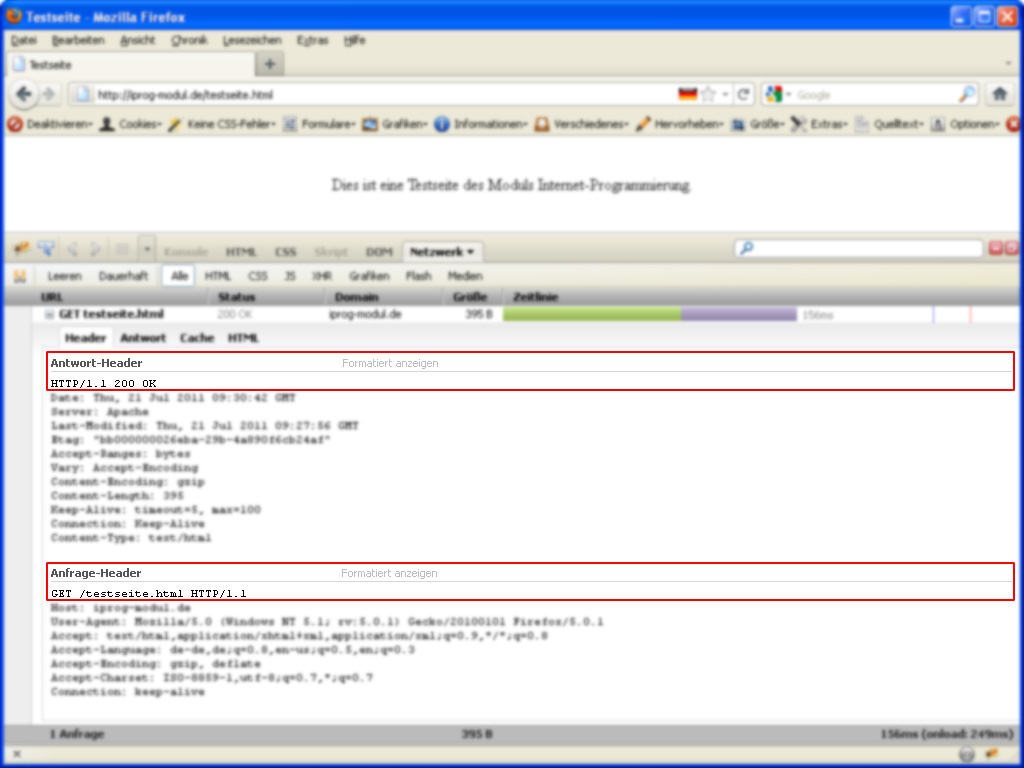 Testseite - Mozilla Firefox
Datei Bearbeiten Ansicht Chronik Lesezeichen Extras Hilfe
Testseite
http://iprog-modul.de/testseite.html Google
Deaktivieren Cookies Keine CSS-Fehler Formulare Grafiken Informationen Verschiedenes Hervorheben Größe Extras Quelltext Optionen
Dies ist eine Testseite des Moduls Internet-Programmierung.
Konsole HTML CSS Skript DOM Netzwerk
Leeren Dauerhaft Alle HTML CSS JS XHR Grafiken Flash Medien
URL Status Domain Größe Zeitlinie
GET testseite.html 200 OK iprog-modul.de 395 B 156ms
Header Antwort Cache HTML
Antwort-Header Formatiert anzeigen
HTTP/1.1 200 OK
Date: Thu, 21 Jul 2011 09:30:42 GMT
Server: Apache
Last-Modified: Thu, 21 Jul 2011 09:27:56 GMT
Etag: "bb000000026eba-29b-4a890f6cb24af"
Accept-Ranges: bytes
Vary: Accept-Encoding
Content-Encoding: gzip
Content-Length: 395
Keep-Alive: timeout=5, max=100
Connection: Keep-Alive
Content-Type: text/html
Anfrage-Header Formatiert anzeigen
GET /testseite.html HTTP/1.1
Host: iprog-modul.de
User-Agent: Mozilla/5.0 (Windows NT 5.1; rv:5.0.1) Gecko/20100101 Firefox/5.0.1
Accept: text/html,application/xhtml+xml,application/xml;q=0.9,*/*;q=0.8
Accept-Language: de-de,de;q=0.8,en-us;q=0.5,en;q=0.3
Accept-Encoding: gzip, deflate
Accept-Charset: ISO-8859-1,utf-8;q=0.7,*;q=0.7
Connection: keep-alive
1 Anfrage 395 B 156ms (onload: 249ms)